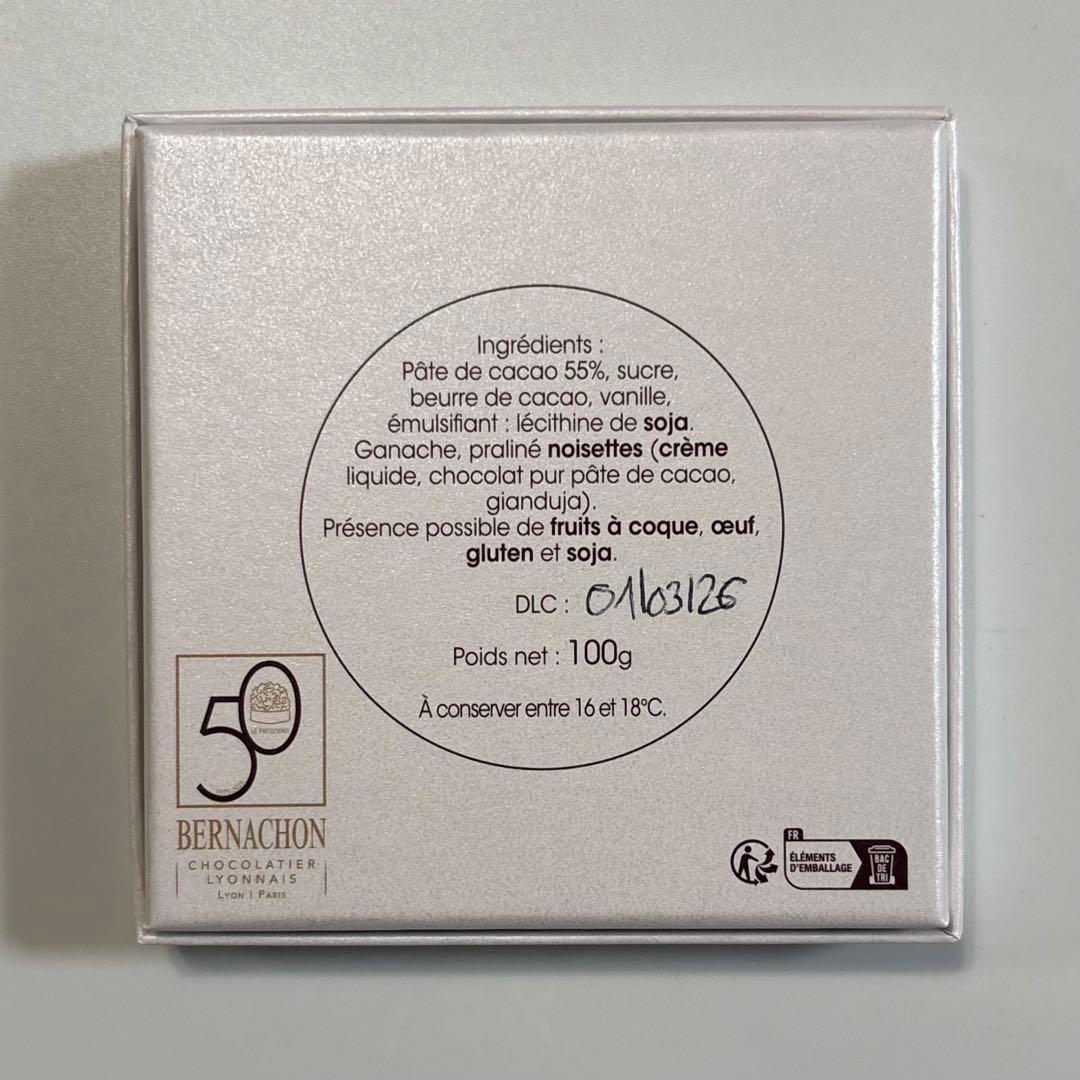 Ingrédients :
Pâte de cacao 55%, sucre,
beurre de cacao, vanille,
émulsifiant : lécithine de soja.
Ganache, praliné noisettes (crème
liquide, chocolat pur pâte de cacao,
gianduja).
Présence possible de fruits à coque, œuf,
gluten et soja.
DLC : 01/03/26
Poids net : 100g
À conserver entre 16 et 18°C.
50
LE PRÉSIDENT
BERNACHON
CHOCOLATIER
LYONNAIS
LYON | PARIS
FR
ÉLÉMENTS
D'EMBALLAGE
BAC
DE
TRI